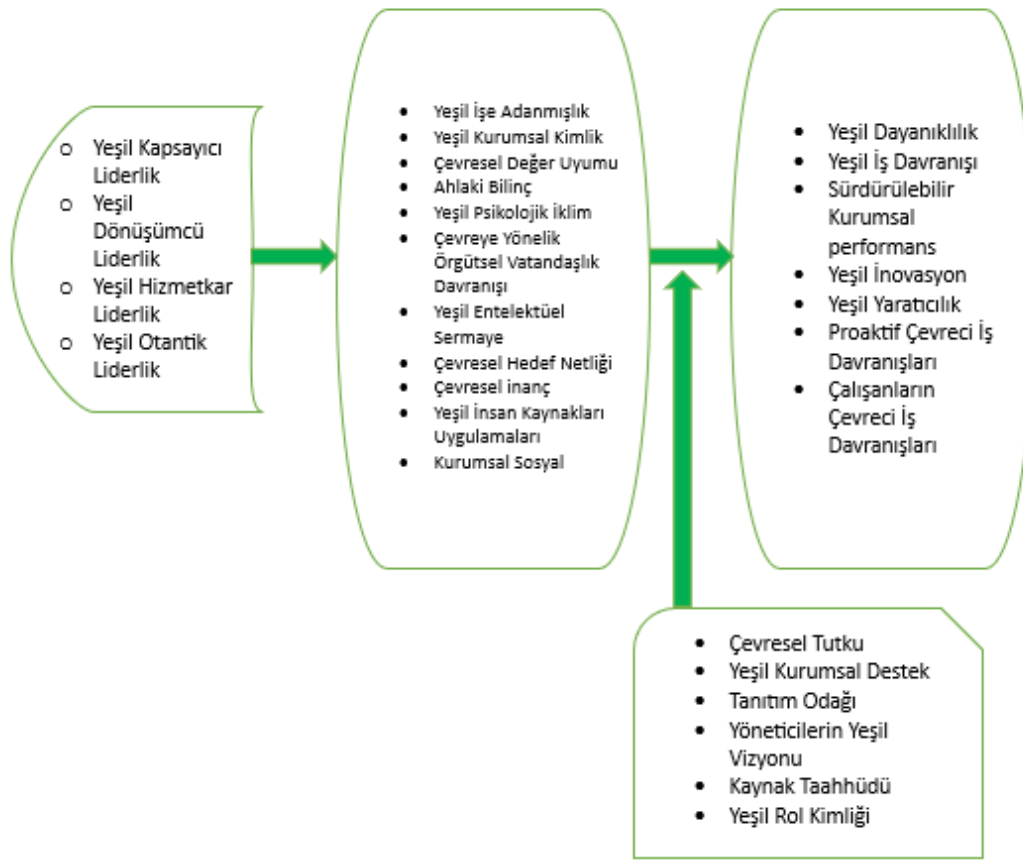 Yeşil Kapsayıcı
Liderlik
Yeşil
Dönüşümcü
Liderlik
Yeşil Hizmetkar
Liderlik
Yeşil Otantik
Liderlik
Yeşil İşe Adanmışlık
Yeşil Kurumsal Kimlik
Çevresel Değer Uyumu
Ahlaki Bilinç
Yeşil Psikolojik İklim
Çevreye Yönelik
Örgütsel Vatandaşlık
Davranışı
Yeşil Entelektüel
Sermaye
Çevresel Hedef Netliği
Çevresel inanç
Yeşil İnsan Kaynakları
Uygulamaları
Kurumsal Sosyal
Yeşil Dayanıklılık
Yeşil İş Davranışı
Sürdürülebilir
Kurumsal
performans
Yeşil İnovasyon
Yeşil Yaratıcılık
Proaktif Çevreci İş
Davranışları
Çalışanların
Çevreci İş
Davranışları
Çevresel Tutku
Yeşil Kurumsal Destek
Tanıtım Odağı
Yöneticilerin Yeşil
Vizyonu
Kaynak Taahhüdü
Yeşil Rol Kimliği